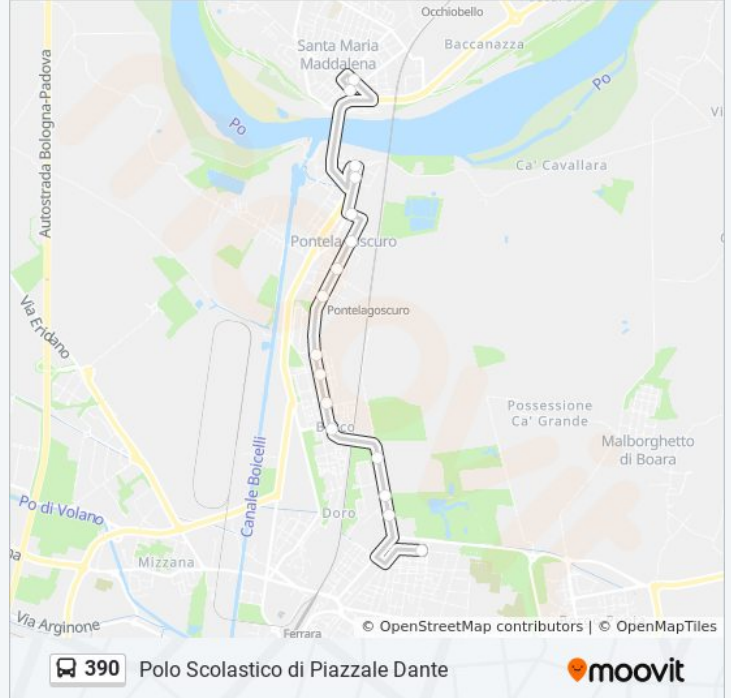 Occhiobello
Santa Maria
Maddalena
Baccanazza
Po
Po
Ca' Cavallara
Autostrada Bologna-Padova
Pontelagoscuro
Pontelagoscuro
Via Eridano
Possessione
Ca' Grande
Malborghetto
di Boara
Canale Boicelli
Po di Volano
Doro
Mizzana
Via Arginone
Ferrara
© OpenStreetMap contributors | © OpenMapTiles
390 Polo Scolastico di Piazzale Dante
moovit